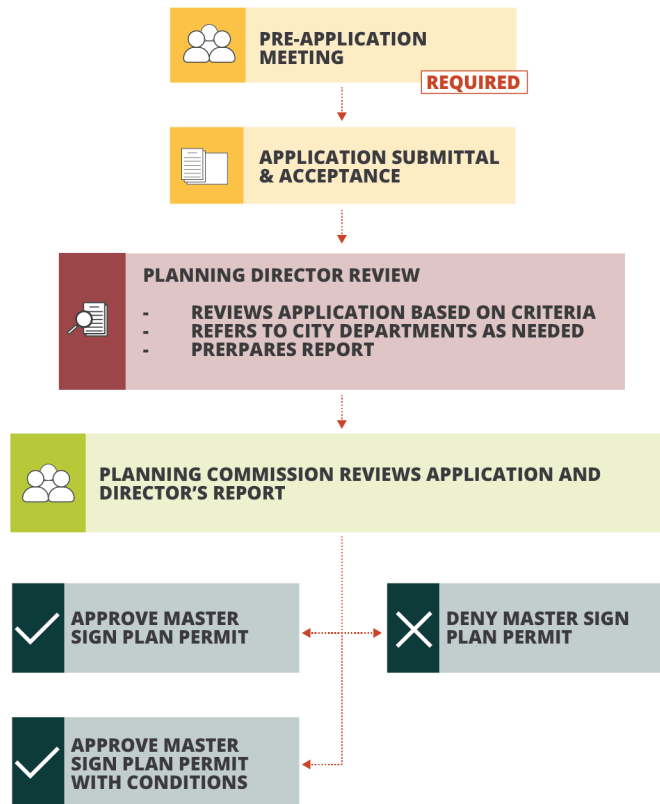 PRE-APPLICATION
MEETING
REQUIRED
APPLICATION SUBMITTAL
& ACCEPTANCE
PLANNING DIRECTOR REVIEW
- REVIEWS APPLICATION BASED ON CRITERIA
- REFERS TO CITY DEPARTMENTS AS NEEDED
- PRERPARES REPORT
PLANNING COMMISSION REVIEWS APPLICATION AND
DIRECTOR’S REPORT
APPROVE MASTER
SIGN PLAN PERMIT
DENY MASTER SIGN
PLAN PERMIT
APPROVE MASTER
SIGN PLAN PERMIT
WITH CONDITIONS